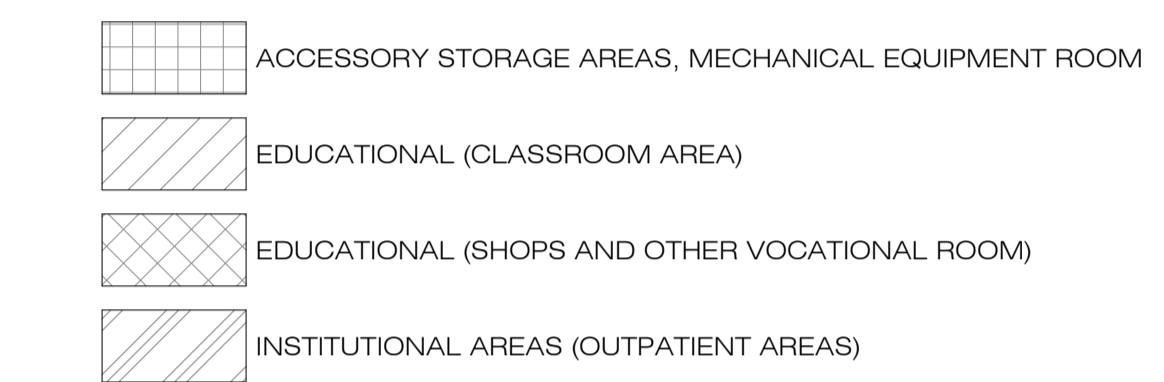 ACCESSORY STORAGE AREAS, MECHANICAL EQUIPMENT ROOM
EDUCATIONAL (CLASSROOM AREA)
EDUCATIONAL (SHOPS AND OTHER VOCATIONAL ROOM)
INSTITUTIONAL AREAS (OUTPATIENT AREAS)